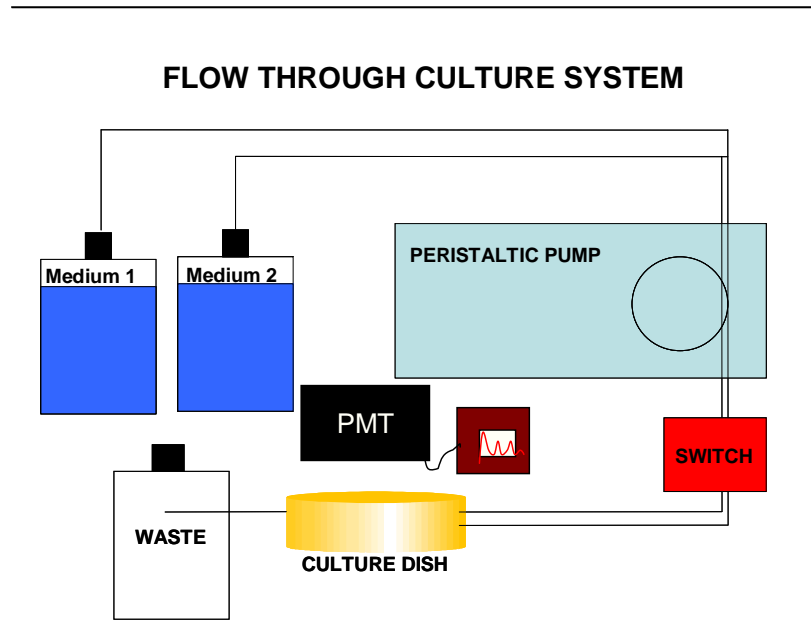 FLOW THROUGH CULTURE SYSTEM
Medium 1
Medium 2
PERISTALTIC PUMP
PMT
SWITCH
WASTE
CULTURE DISH